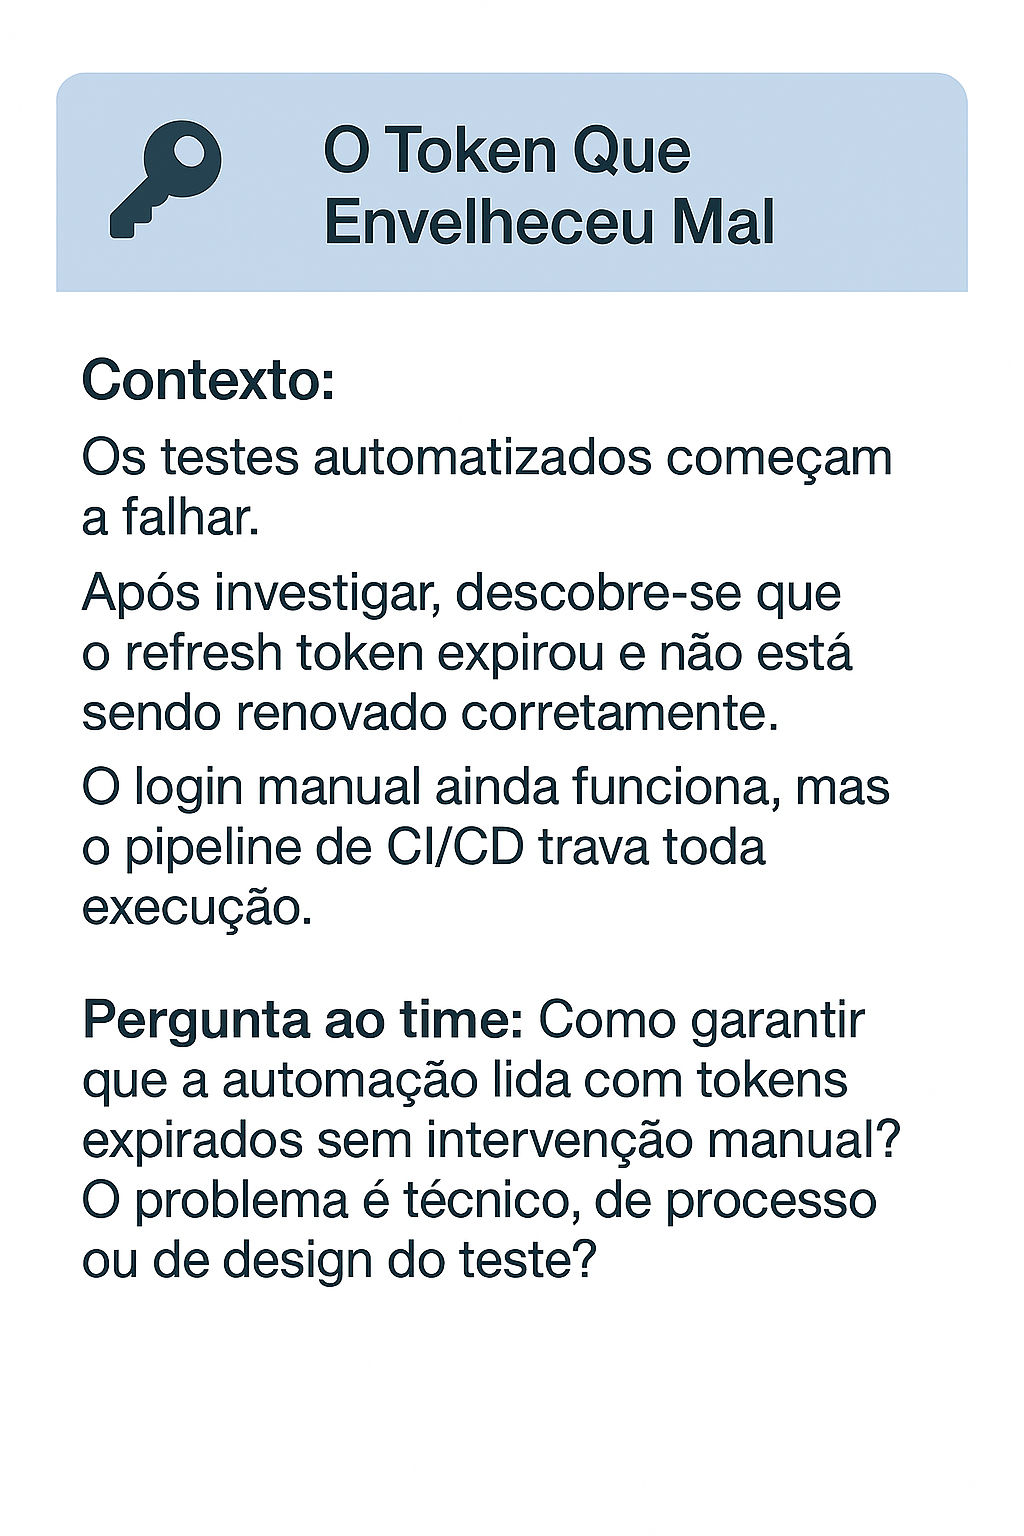 O Token Que
Envelheceu Mal
Contexto:
Os testes automatizados começam
a falhar.
Após investigar, descobre-se que
o refresh token expirou e não está
sendo renovado corretamente.
O login manual ainda funciona, mas
o pipeline de CI/CD trava toda
execução.
Pergunta ao time: Como garantir
que a automação lida com tokens
expirados sem intervenção manual?
O problema é técnico, de processo
ou de design do teste?